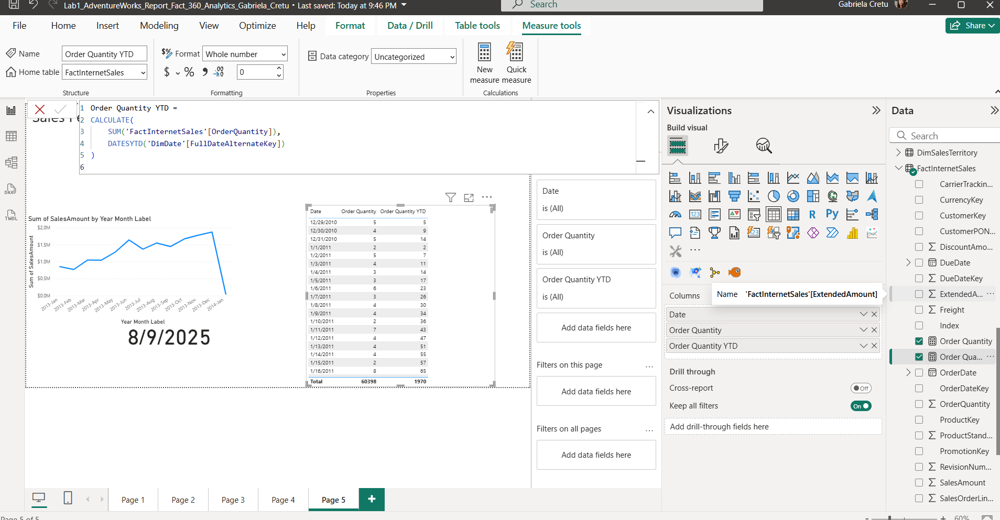 Lab1_AdventureWorks_Report_Fact_360_Analytics_Gabriela_Cretu • Last saved: Today at 9:46 PM
Search
Gabriela Cretu
File Home Insert Modeling View Optimize Help Format Data / Drill Table tools Measure tools
Share
Name Order Quantity YTD
Home table FactInternetSales
Structure
$% Format Whole number
$ % , .00 0
Formatting
Data category Uncategorized
Properties
New measure
Quick measure
Calculations
1 Order Quantity YTD =
2 CALCULATE(
3 SUM('FactInternetSales'[OrderQuantity]),
4 DATESYTD('DimDate'[FullDateAlternateKey])
5 )
6
DAX
TMDL
Sum of SalesAmount by Year Month Label
Sum of SalesAmount
$2.0M
$1.5M
$1.0M
$0.5M
$0.0M
2013-Jan 2013-Feb 2013-Mar 2013-Apr 2013-May 2013-Jun 2013-Jul 2013-Aug 2013-Sep 2013-Oct 2013-Nov 2013-Dec 2014-Jan
Year Month Label
8/9/2025
Date Order Quantity Order Quantity YTD
12/29/2010 5 5
12/30/2010 4 9
12/31/2010 5 14
1/1/2011 2 2
1/2/2011 5 7
1/3/2011 4 11
1/4/2011 3 14
1/5/2011 3 17
1/6/2011 6 23
1/7/2011 3 26
1/8/2011 4 30
1/9/2011 4 34
1/10/2011 2 36
1/11/2011 7 43
1/12/2011 4 47
1/13/2011 4 51
1/14/2011 4 55
1/15/2011 2 57
1/16/2011 8 65
Total 60398 1970
Date
is (All)
Order Quantity
is (All)
Order Quantity YTD
is (All)
Add data fields here
Filters on this page ...
Add data fields here
Filters on all pages ...
Add data fields here
Visualizations
Build visual
123
R
Py
123
...
Columns
Name 'FactInternetSales'[ExtendedAmount]
Date
Order Quantity
Order Quantity YTD
Drill through
Cross-report Off
Keep all filters On
Add drill-through fields here
Data
Search
DimSalesTerritory
FactInternetSales
CarrierTrackin...
CurrencyKey
CustomerKey
CustomerPON...
DiscountAmo...
DueDate
DueDateKey
ExtendedA... ...
Freight
Index
Order Quantity
Order Qua... ...
OrderDate
OrderDateKey
OrderQuantity
ProductKey
ProductStand...
PromotionKey
RevisionNum...
SalesAmount
SalesOrderLin...
Page 1 Page 2 Page 3 Page 4 Page 5 +
Page 5 of 5
- + 60%